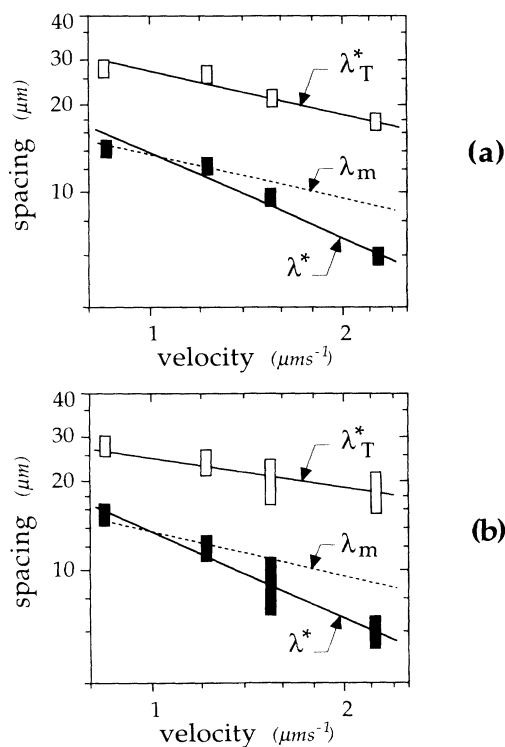 40
30
20
10
spacing (μm)
λ*T
λm
λ*
(a)
1
2
velocity (μms-1)
40
30
20
10
spacing (μm)
λ*T
λm
λ*
(b)
1
2
velocity (μms-1)